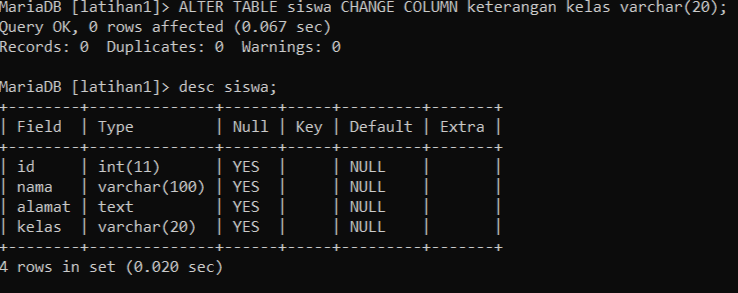 MariaDB [latihan1]> ALTER TABLE siswa CHANGE COLUMN keterangan kelas varchar(20);
Query OK, 0 rows affected (0.067 sec)
Records: 0  Duplicates: 0  Warnings: 0

MariaDB [latihan1]> desc siswa;
+--------+--------------+------+-----+---------+-------+
| Field  | Type         | Null | Key | Default | Extra |
+--------+--------------+------+-----+---------+-------+
| id     | int(11)      | YES  |     | NULL    |       |
| nama   | varchar(100) | YES  |     | NULL    |       |
| alamat | text         | YES  |     | NULL    |       |
| kelas  | varchar(20)  | YES  |     | NULL    |       |
+--------+--------------+------+-----+---------+-------+
4 rows in set (0.020 sec)